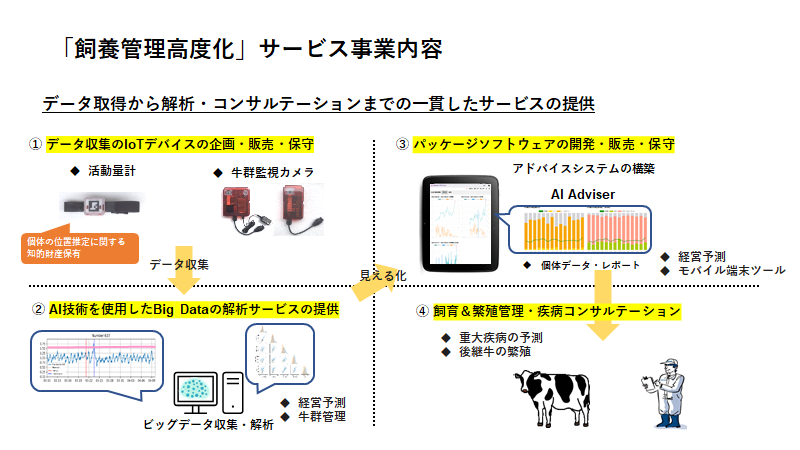 「飼養管理高度化」サービス事業内容
データ取得から解析・コンサルテーションまでの一貫したサービスの提供
① データ収集のIoTデバイスの企画・販売・保守
◆ 活動量計
◆ 牛群監視カメラ
個体の位置推定に関する
知的財産保有
データ収集
② AI技術を使用したBig Dataの解析サービスの提供
Number 627
ビッグデータ収集・解析
◆ 経営予測
◆ 牛群管理
見える化
③ パッケージソフトウェアの開発・販売・保守
アドバイスシステムの構築
AI Adviser
◆ 個体データ・レポート
◆ 経営予測
◆ モバイル端末ツール
④ 飼育＆繁殖管理・疾病コンサルテーション
◆ 重大疾病の予測
◆ 後継牛の繁殖